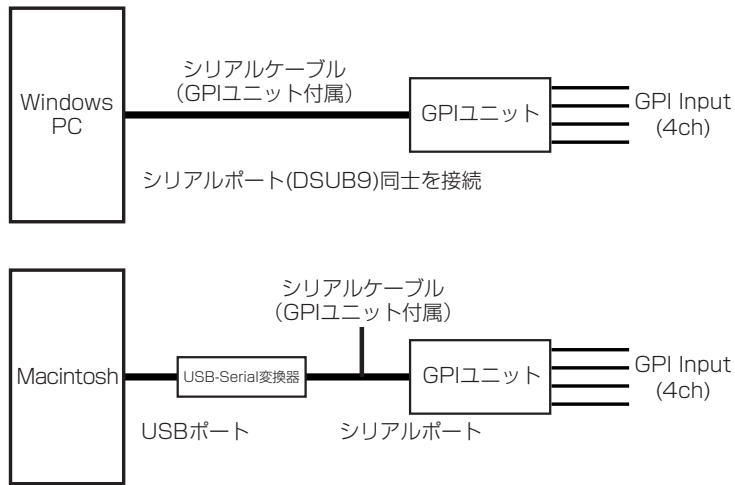 シリアルケーブル
（GPIユニット付属）
Windows
PC
GPIユニット
GPI Input
(4ch)
シリアルポート(DSUB9)同士を接続
シリアルケーブル
（GPIユニット付属）
Macintosh
USB-Serial変換器
GPIユニット
GPI Input
(4ch)
USBポート
シリアルポート